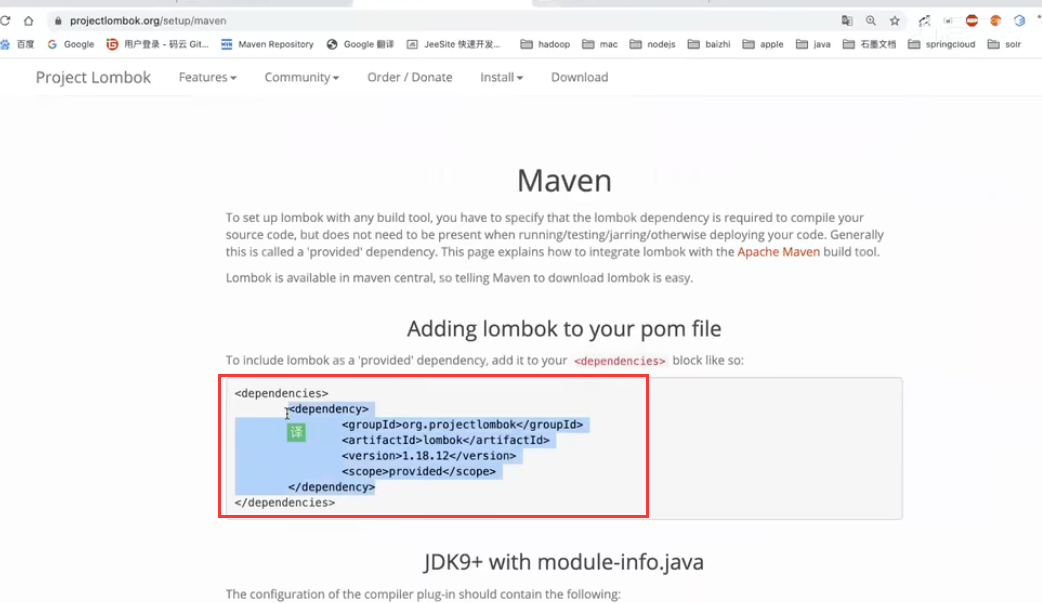 projectlombok.org/setup/maven
百度 Google 用户登录 - 码云 Git... Maven Repository Google 翻译 JeeSite 快速开发... hadoop mac nodejs baizhi apple java 石墨文档 springcloud solr
Project Lombok Features Community Order / Donate Install Download
Maven
To set up lombok with any build tool, you have to specify that the lombok dependency is required to compile your
source code, but does not need to be present when running/testing/jarring/otherwise deploying your code. Generally
this is called a 'provided' dependency. This page explains how to integrate lombok with the Apache Maven build tool.
Lombok is available in maven central, so telling Maven to download lombok is easy.
Adding lombok to your pom file
To include lombok as a 'provided' dependency, add it to your <dependencies> block like so:
<dependencies>
<dependency>
<groupId>org.projectlombok</groupId>
译
<artifactId>lombok</artifactId>
<version>1.18.12</version>
<scope>provided</scope>
</dependency>
</dependencies>
JDK9+ with module-info.java
The configuration of the compiler plug-in should contain the following: